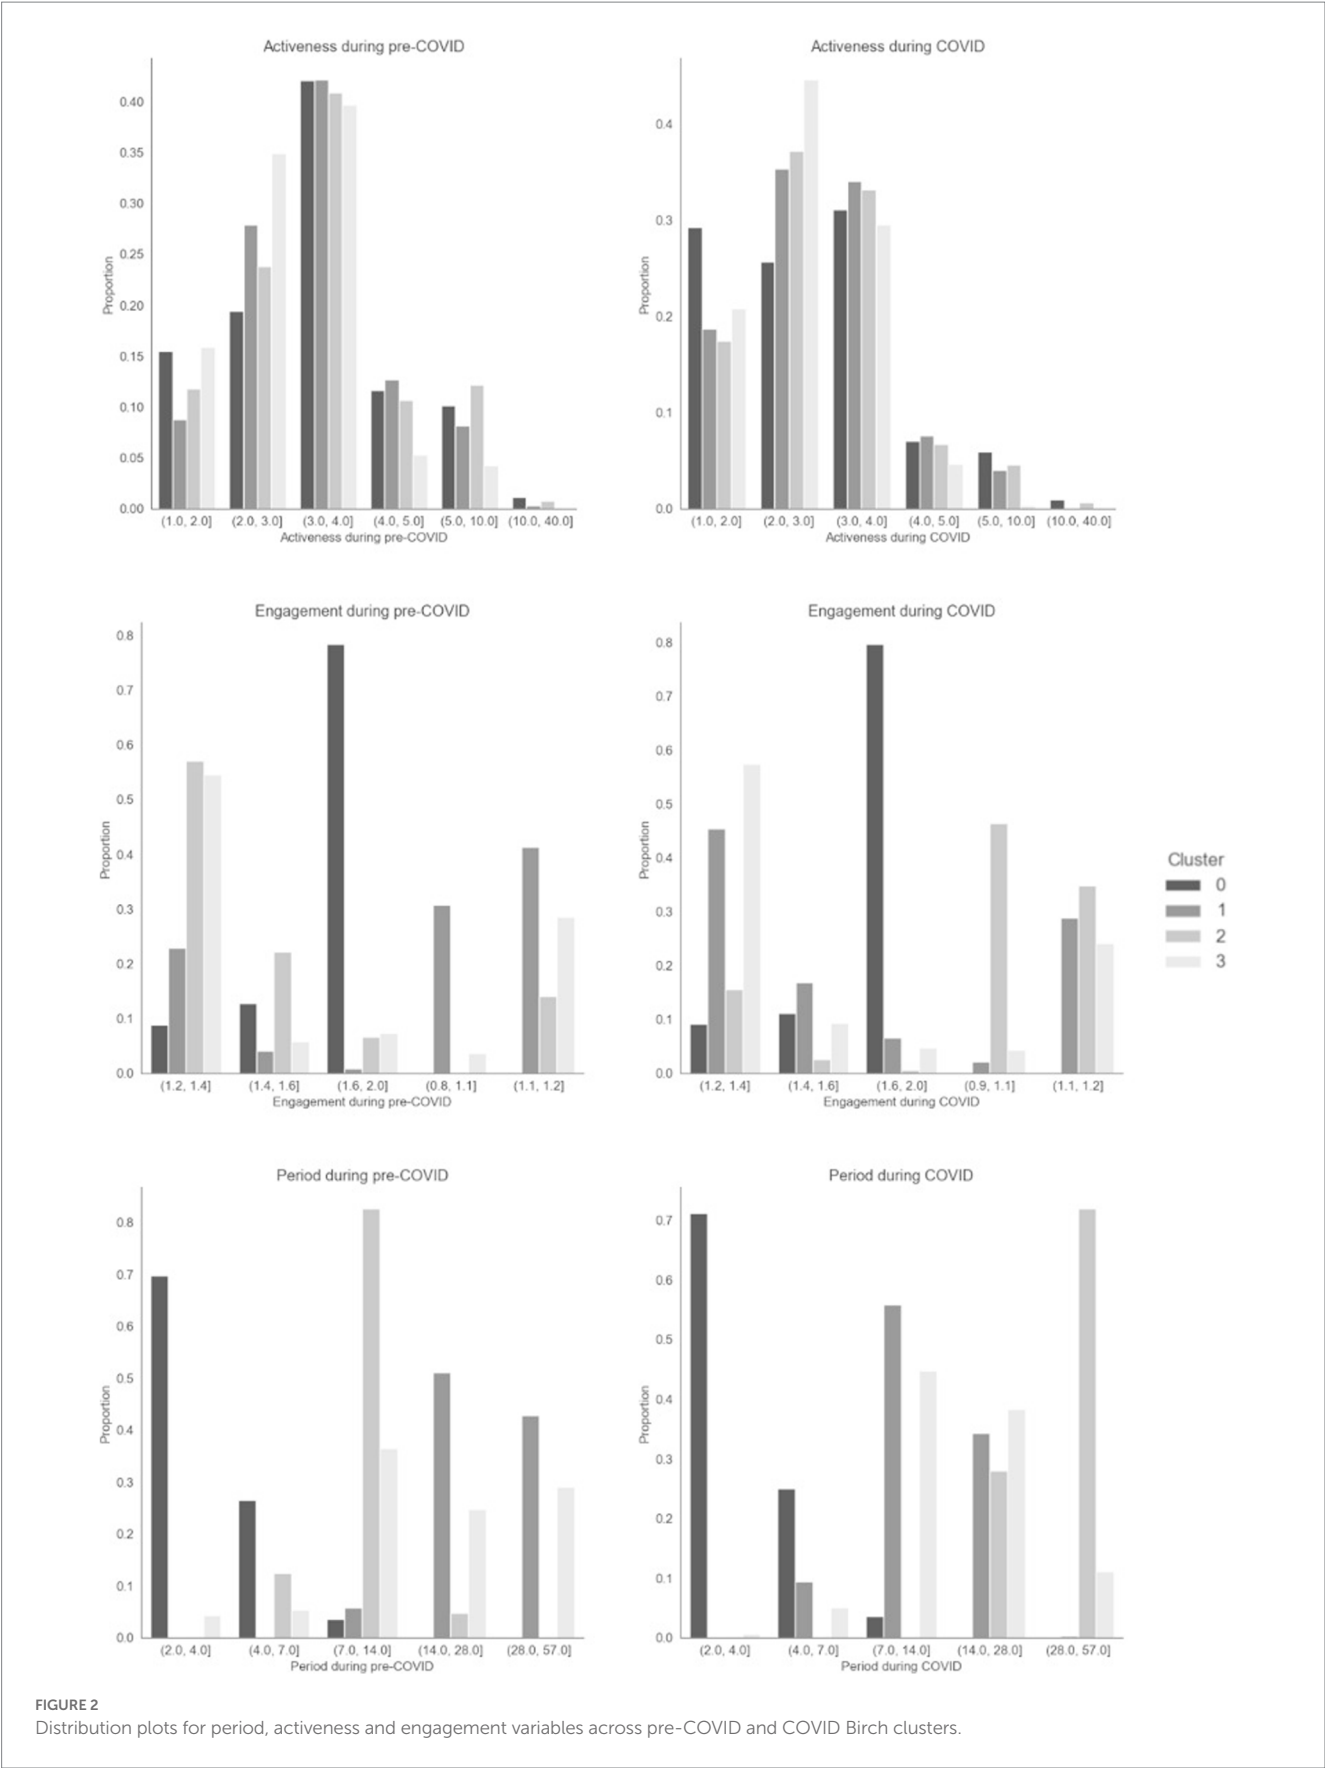 Activeness during pre-COVID
Proportion
0.40
0.35
0.30
0.25
0.20
0.15
0.10
0.05
0.00
(1.0, 2.0] (2.0, 3.0] (3.0, 4.0] (4.0, 5.0] (5.0, 10.0] (10.0, 40.0]
Activeness during pre-COVID
Activeness during COVID
Proportion
0.4
0.3
0.2
0.1
0.0
(1.0, 2.0] (2.0, 3.0] (3.0, 4.0] (4.0, 5.0] (5.0, 10.0] (10.0, 40.0]
Activeness during COVID
Engagement during pre-COVID
Proportion
0.8
0.7
0.6
0.5
0.4
0.3
0.2
0.1
0.0
(1.2, 1.4] (1.4, 1.6] (1.6, 2.0] (0.8, 1.1] (1.1, 1.2]
Engagement during pre-COVID
Engagement during COVID
Proportion
0.8
0.7
0.6
0.5
0.4
0.3
0.2
0.1
0.0
(1.2, 1.4] (1.4, 1.6] (1.6, 2.0] (0.9, 1.1] (1.1, 1.2]
Engagement during COVID
Cluster
0
1
2
3
Period during pre-COVID
Proportion
0.8
0.7
0.6
0.5
0.4
0.3
0.2
0.1
0.0
(2.0, 4.0] (4.0, 7.0] (7.0, 14.0] (14.0, 28.0] (28.0, 57.0]
Period during pre-COVID
Period during COVID
Proportion
0.7
0.6
0.5
0.4
0.3
0.2
0.1
0.0
(2.0, 4.0] (4.0, 7.0] (7.0, 14.0] (14.0, 28.0] (28.0, 57.0]
Period during COVID
FIGURE 2
Distribution plots for period, activeness and engagement variables across pre-COVID and COVID Birch clusters.